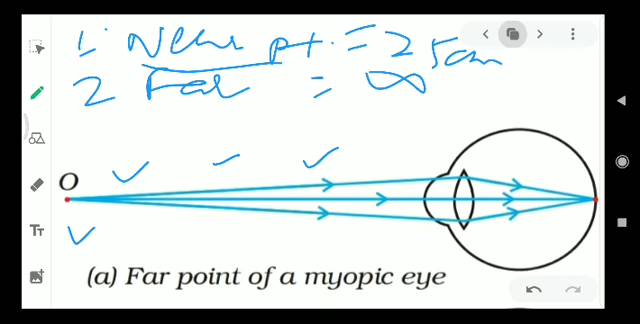 1. Near pt. = 25cm
2 Far = ∞
O
(a) Far point of a myopic eye